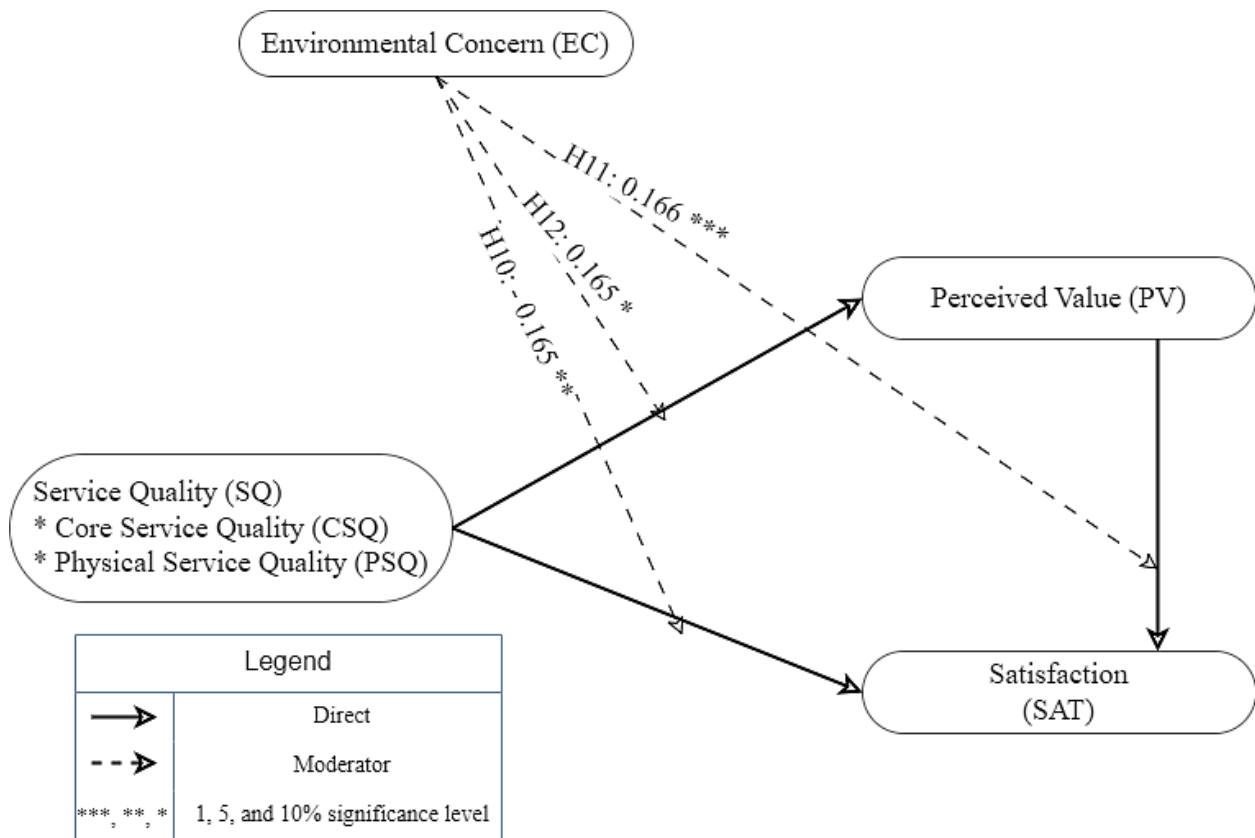 Environmental Concern (EC)
H11: 0.166 ***
H12: 0.165 *
H10: - 0.165 **
Perceived Value (PV)
Service Quality (SQ)
* Core Service Quality (CSQ)
* Physical Service Quality (PSQ)
Satisfaction
(SAT)
Legend
Direct
Moderator
***, **, * 1, 5, and 10% significance level